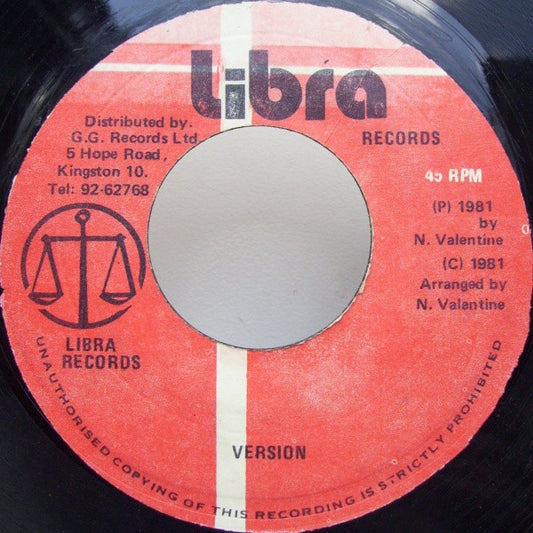 Libra
RECORDS
Distributed by.
G.G. Records Ltd
5 Hope Road,
Kingston 10.
Tel: 92-62768
45 RPM
(P) 1981
by
N. Valentine
(C) 1981
Arranged by
N. Valentine
LIBRA
RECORDS
VERSION
UNAUTHORISED COPYING OF THIS RECORDING IS STRICTLY PROHIBITED